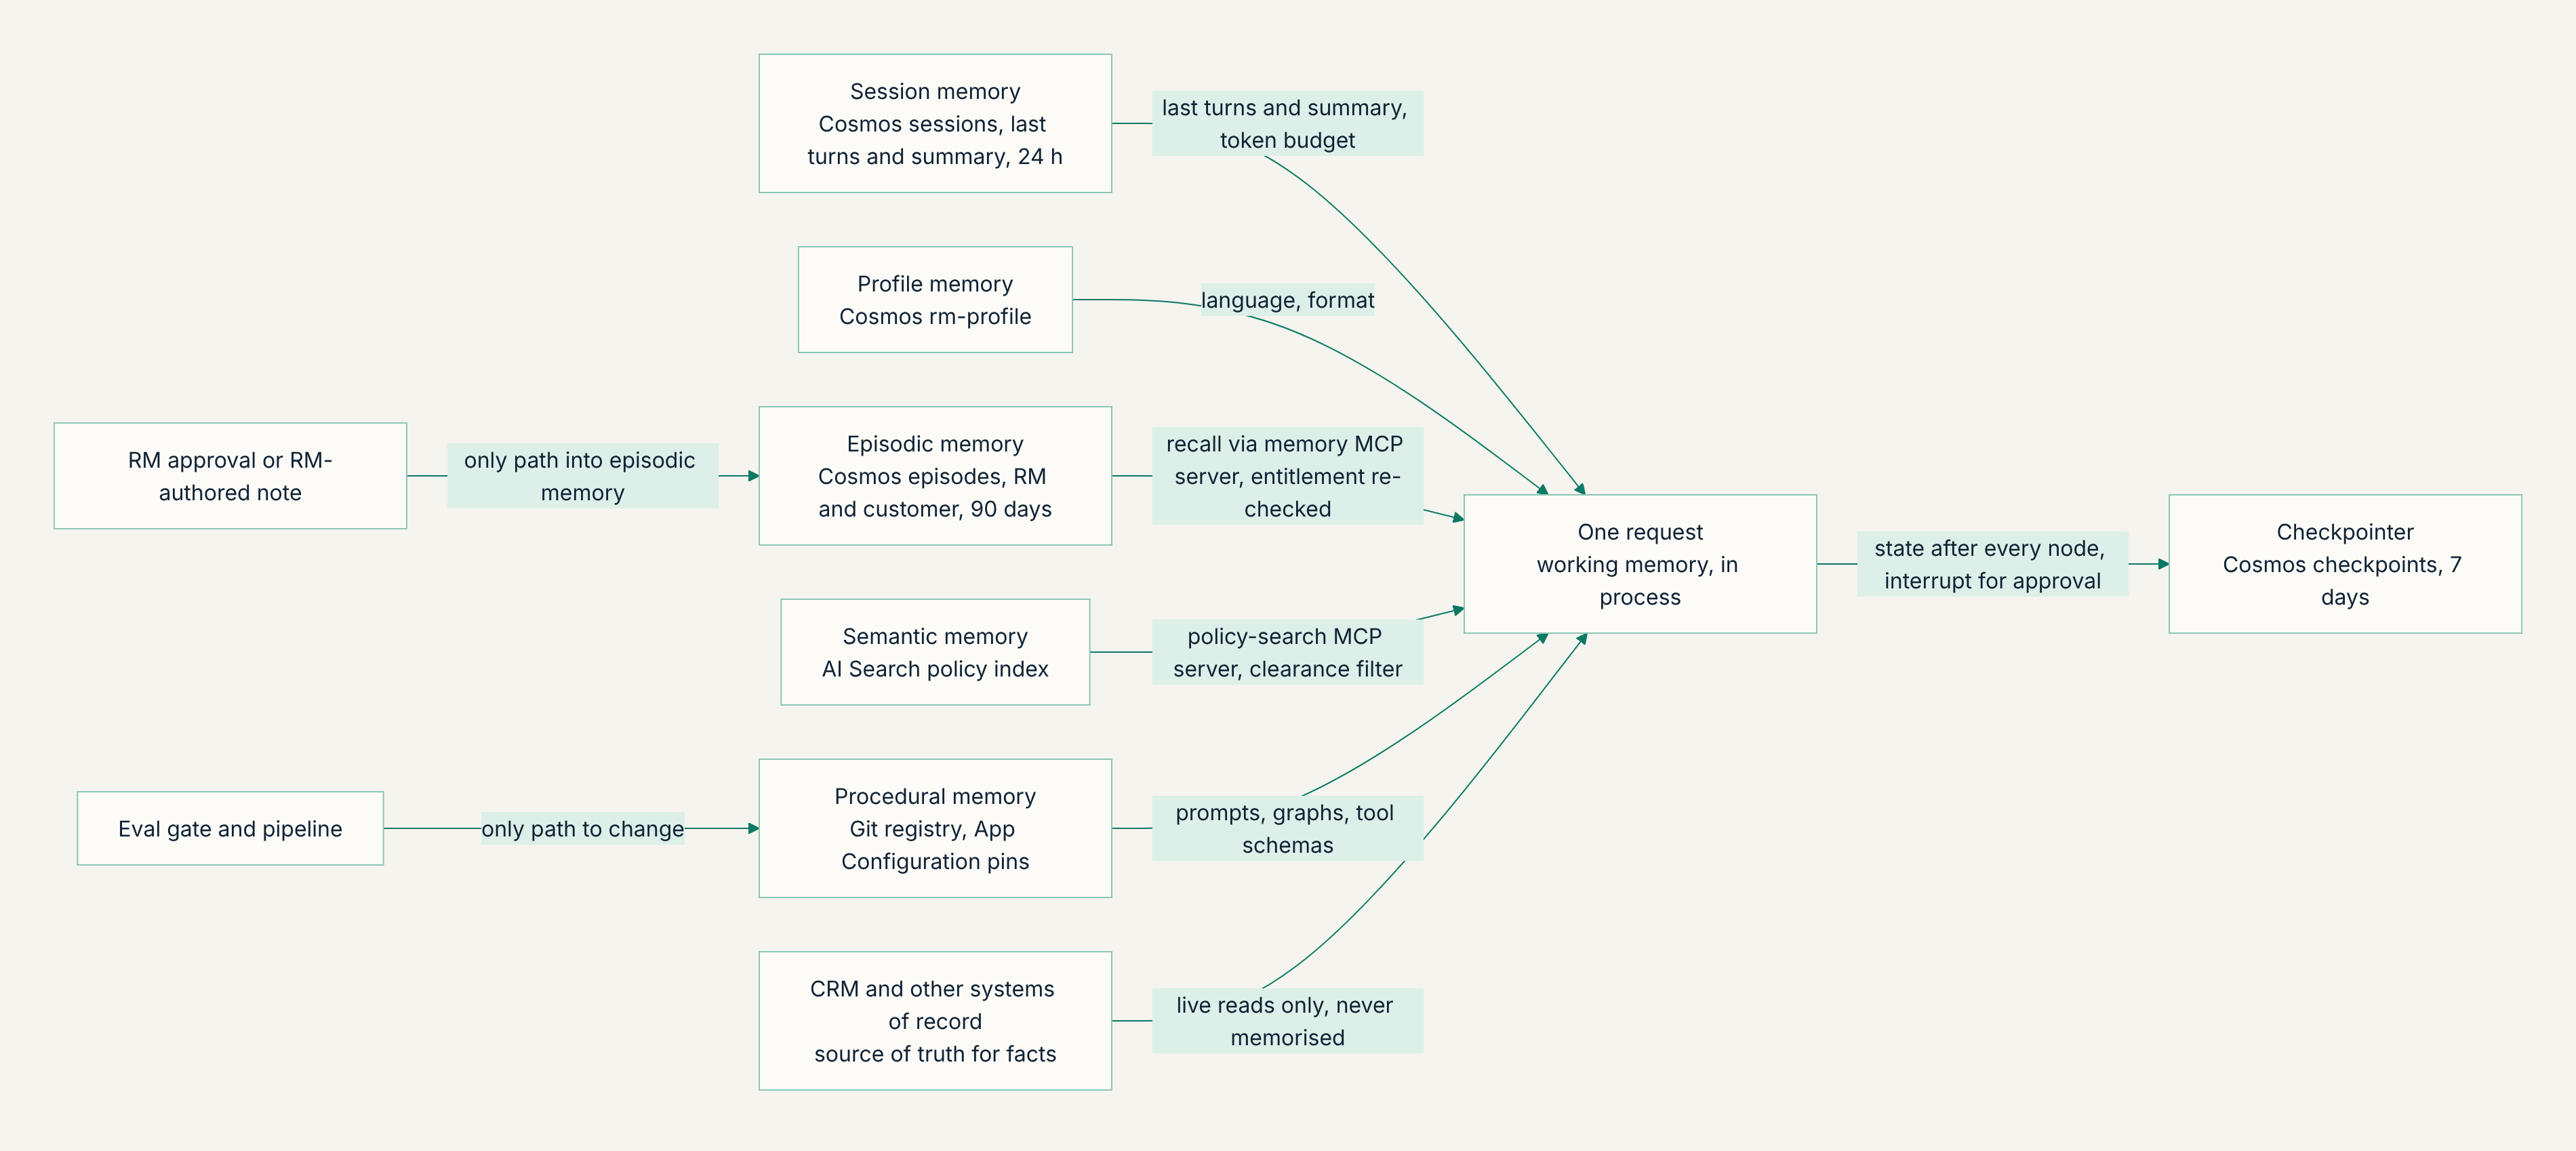 Session memory
Cosmos sessions, last
turns and summary, 24 h
last turns and summary,
token budget
Profile memory
Cosmos rm-profile
language, format
RM approval or RM-
authored note
only path into episodic
memory
Episodic memory
Cosmos episodes, RM
and customer, 90 days
recall via memory MCP
server, entitlement re-
checked
One request
working memory, in
process
state after every node,
interrupt for approval
Checkpointer
Cosmos checkpoints, 7
days
Semantic memory
AI Search policy index
policy-search MCP
server, clearance filter
Eval gate and pipeline
only path to change
Procedural memory
Git registry, App
Configuration pins
prompts, graphs, tool
schemas
CRM and other systems
of record
source of truth for facts
live reads only, never
memorised